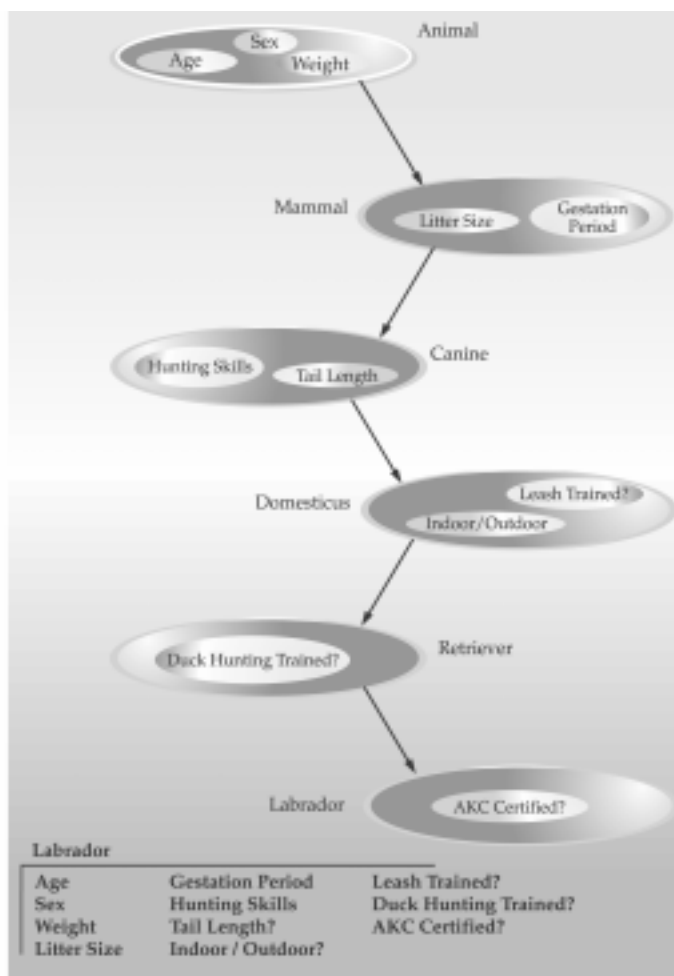 Animal
Sex
Age
Weight
Mammal
Litter Size
Gestation
Period
Canine
Hunting Skills
Tail Length
Domesticus
Leash Trained?
Indoor/Outdoor
Retriever
Duck Hunting Trained?
Labrador
AKC Certified?
Labrador
Age Gestation Period Leash Trained?
Sex Hunting Skills Duck Hunting Trained?
Weight Tail Length? AKC Certified?
Litter Size Indoor / Outdoor?